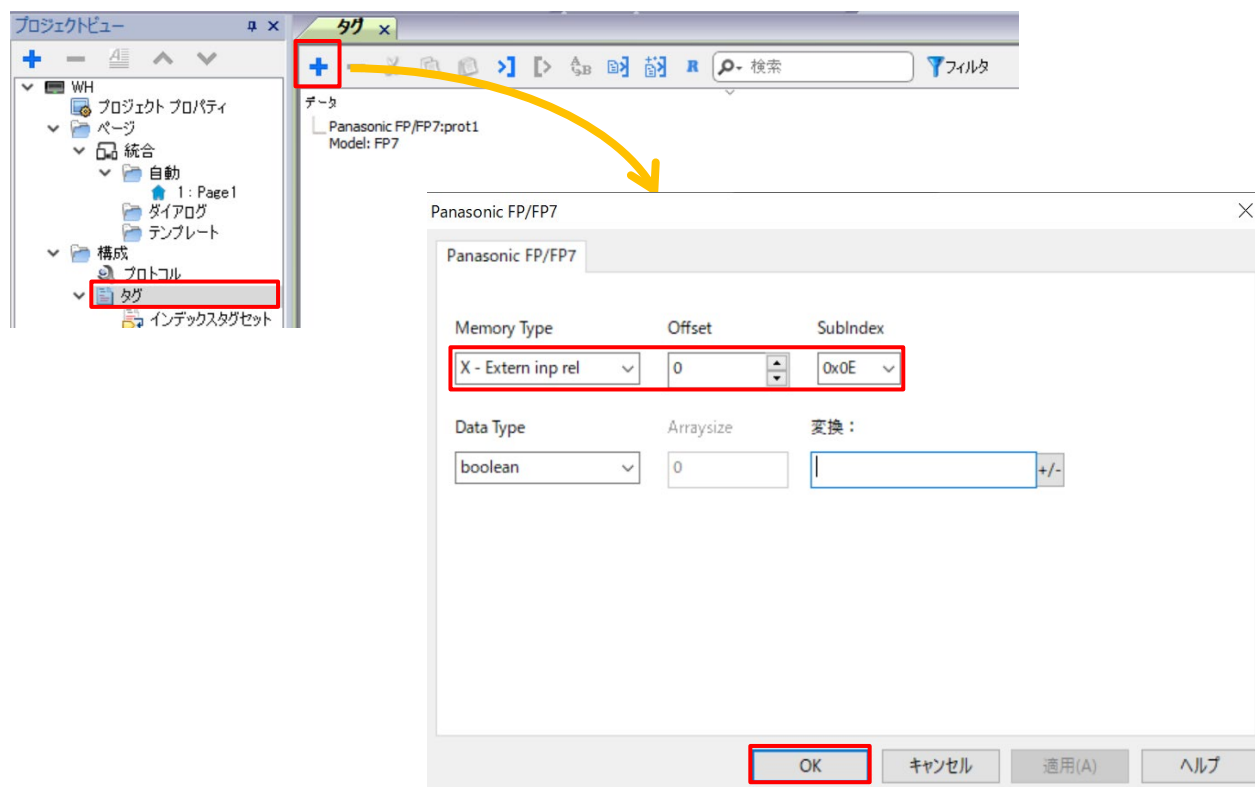 プロジェクトビュー
タグ
検索
フィルタ
WH
プロジェクト プロパティ
ページ
統合
自動
1 : Page1
ダイアログ
テンプレート
構成
プロトコル
タグ
インデックスタグセット
データ
Panasonic FP/FP7:prot1
Model: FP7
Panasonic FP/FP7
Panasonic FP/FP7
Memory Type Offset SubIndex
X - Extern inp rel 0 0x0E
Data Type Arraysize 変換：
boolean 0 +/-
OK キャンセル 適用(A) ヘルプ